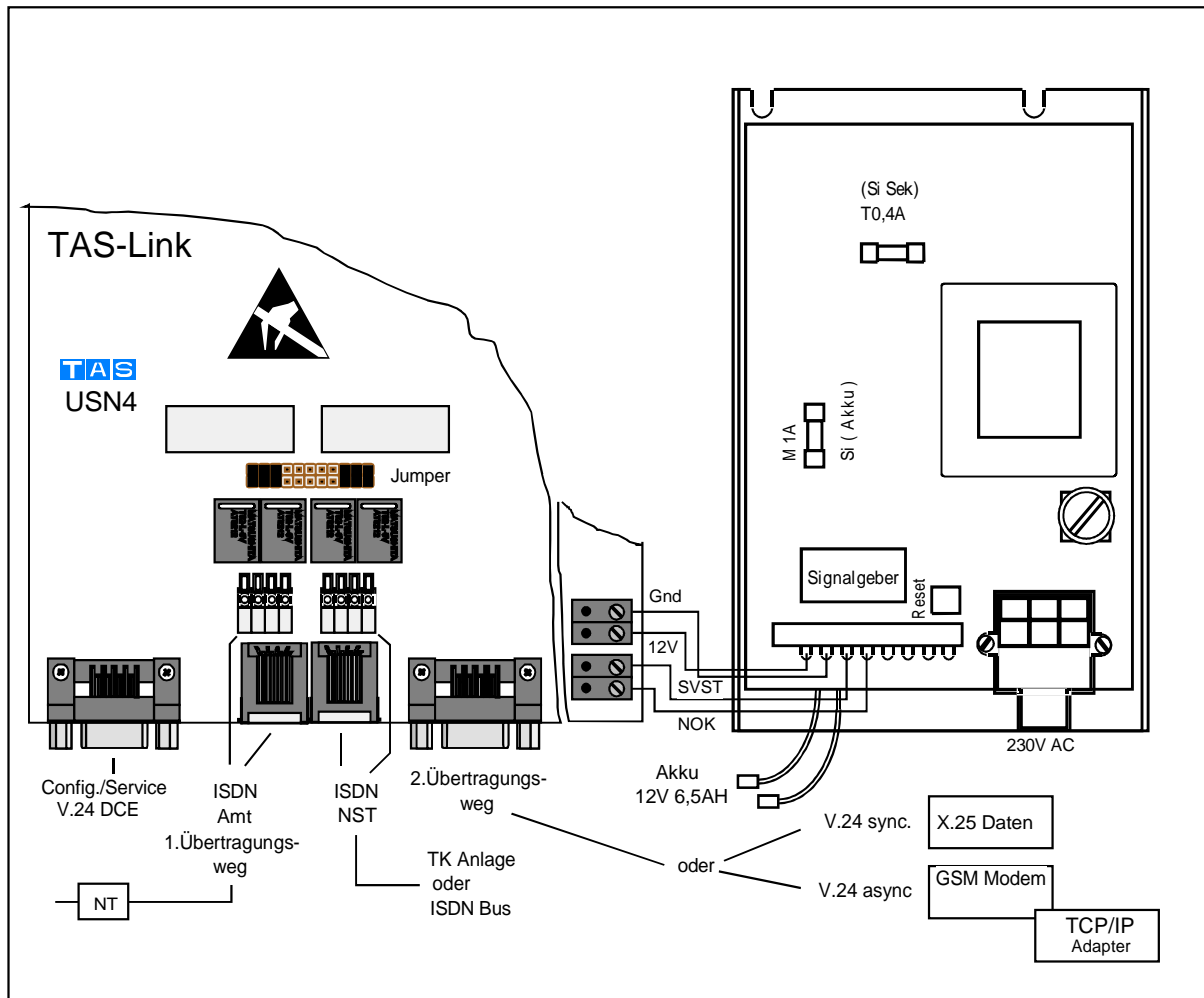 (Si Sek)
T0,4A
TAS-Link
TAS
USN4
M 1A
Si ( Akku )
Jumper
Signalgeber
Reset
Gnd
12V
SVST
NOK
230V AC
Config./Service
V.24 DCE
ISDN
Amt
1.Übertragungs-
weg
ISDN
NST
2.Übertragungs-
weg
Akku
12V 6,5AH
NT
TK Anlage
oder
ISDN Bus
oder
V.24 sync.
X.25 Daten
V.24 async
GSM Modem
TCP/IP
Adapter